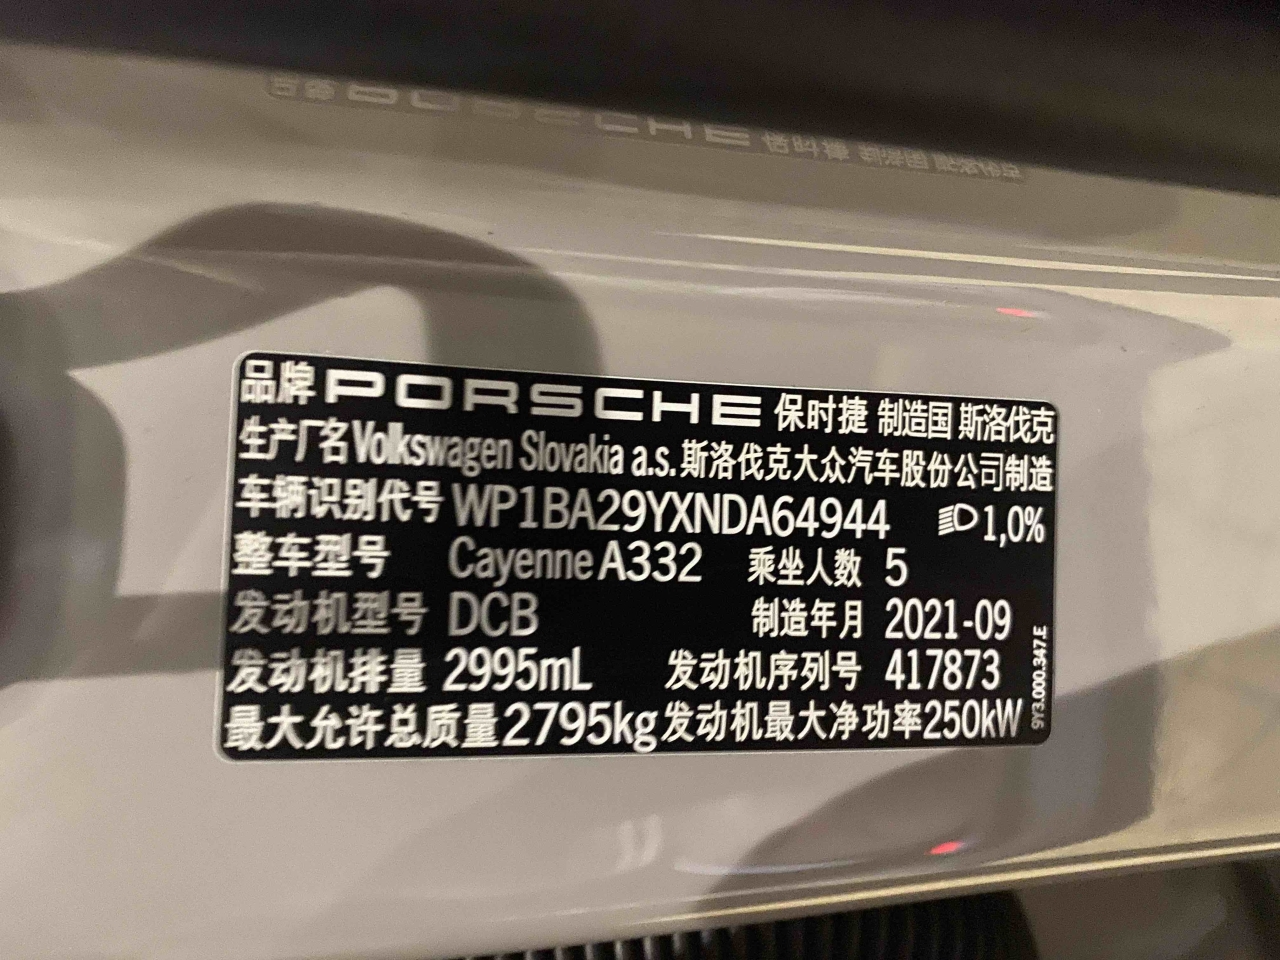 品牌 PORSCHE 保时捷 制造国 斯洛伐克
生产厂名 Volkswagen Slovakia a.s. 斯洛伐克大众汽车股份公司制造
车辆识别代号 WP1BA29YXNDA64944 1,0%
整车型号 Cayenne A332 乘坐人数 5
发动机型号 DCB 制造年月 2021-09
发动机排量 2995mL 发动机序列号 417873
最大允许总质量 2795kg 发动机最大净功率 250kW
9Y3.000.347.E